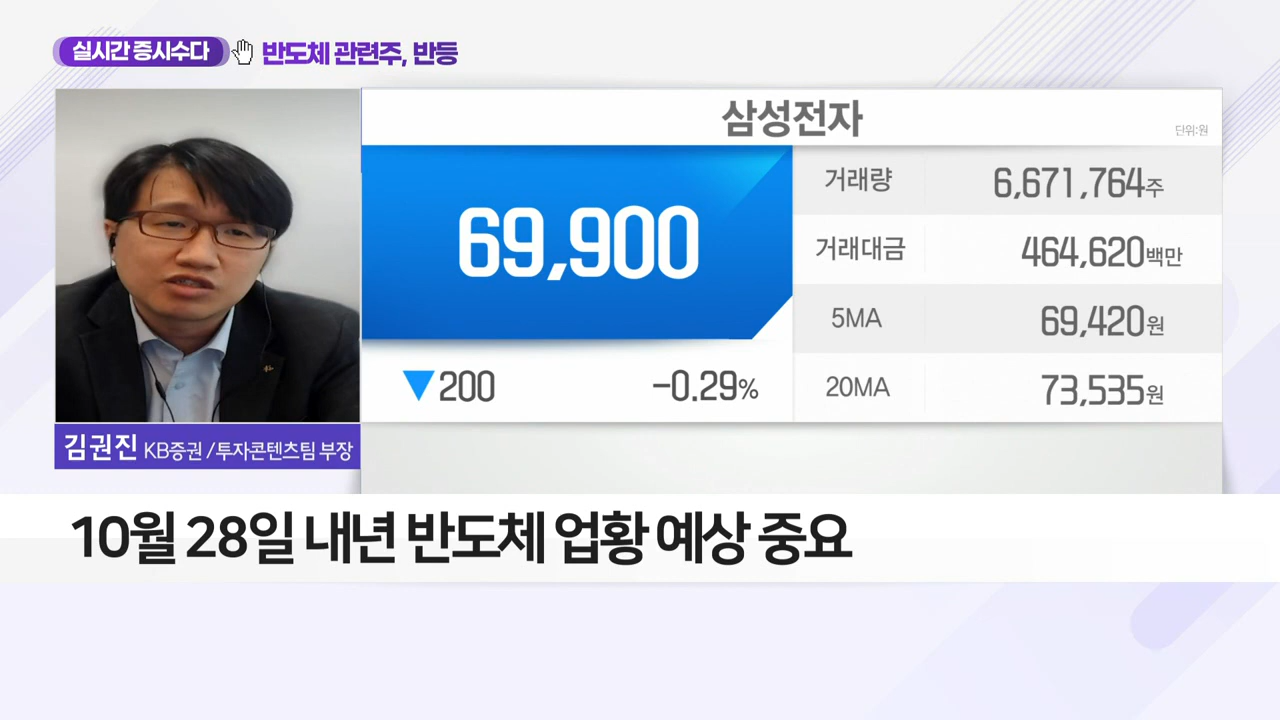 실시간 증시수다 반도체 관련주, 반등
삼성전자
단위:원
69,900
▼200 -0.29%
거래량 6,671,764주
거래대금 464,620백만
5MA 69,420원
20MA 73,535원
김권진 KB증권 / 투자콘텐츠팀 부장
10월 28일 내년 반도체 업황 예상 중요